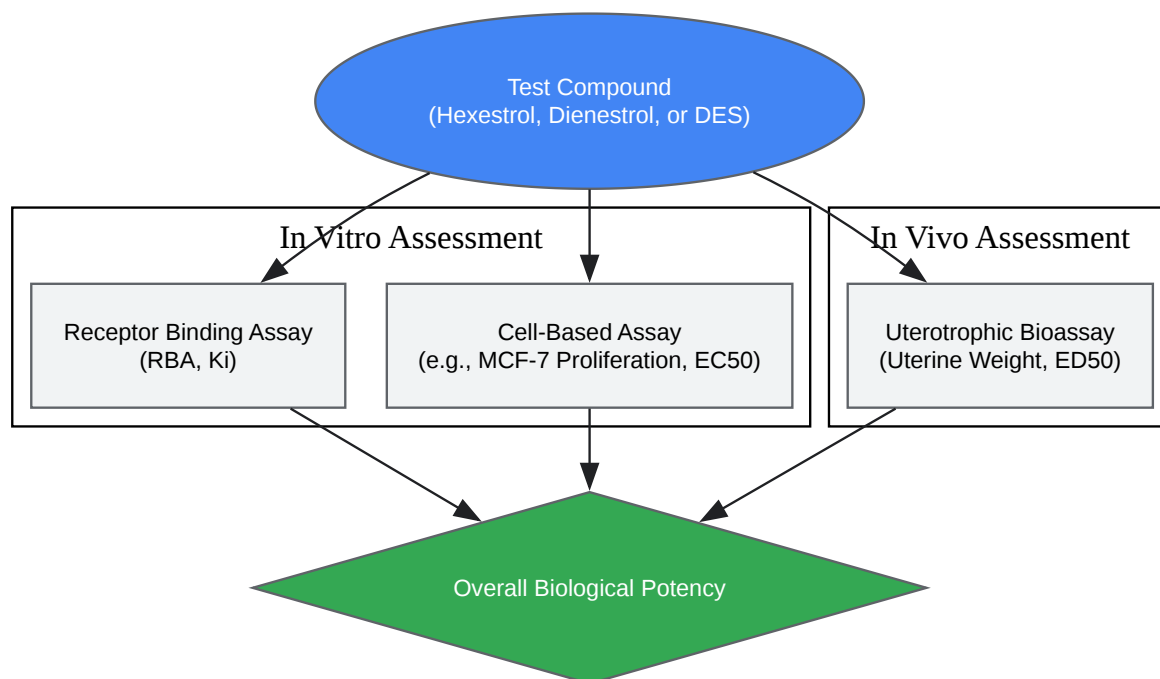 Test Compound
(Hexestrol, Dienestrol, or DES)
In Vitro Assessment
In Vivo Assessment
Receptor Binding Assay
(RBA, Ki)
Cell-Based Assay
(e.g., MCF-7 Proliferation, EC50)
Uterotrophic Bioassay
(Uterine Weight, ED50)
Overall Biological Potency